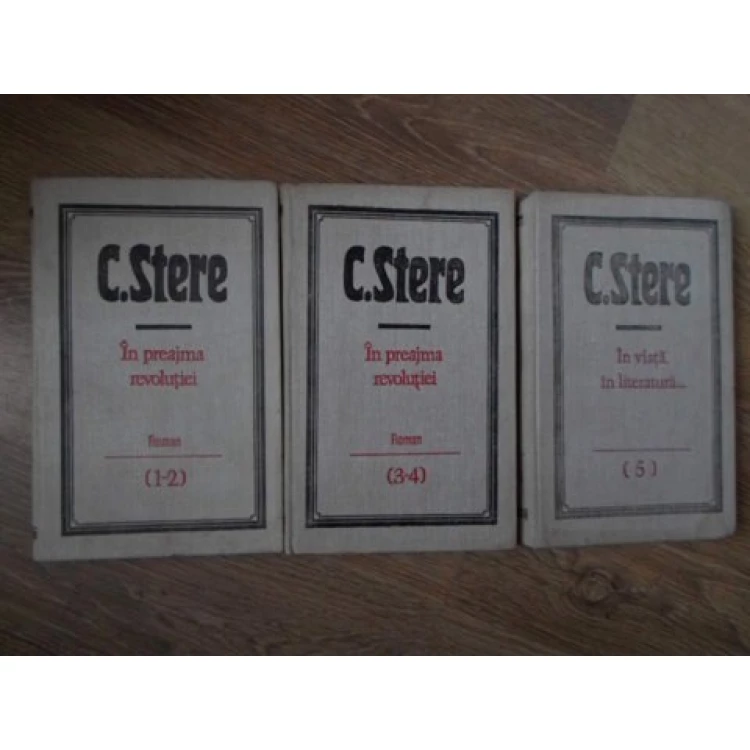 C.Stere
În preajma
revoluției
Roman
(1-2)
C.Stere
În preajma
revoluției
Roman
(3-4)
C.Stere
În viață,
în literatură...
(5)